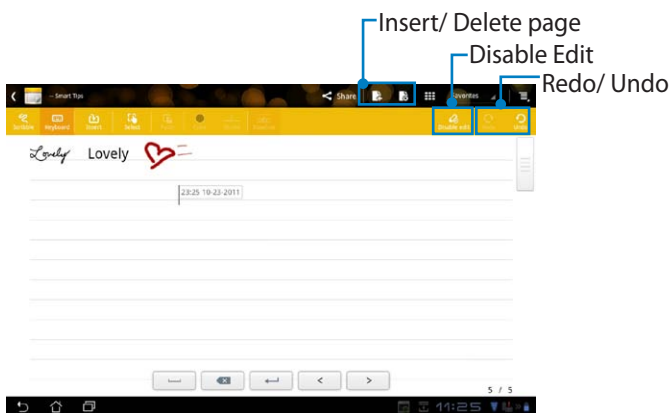 Insert/ Delete page
Disable Edit
Redo/ Undo
-- Smart Tips
Share
Favorites
Scribble Keyboard Insert Select Disable edit Redo Undo
Lovely Lovely
23:25 10-23-2011
5 / 5
11:25